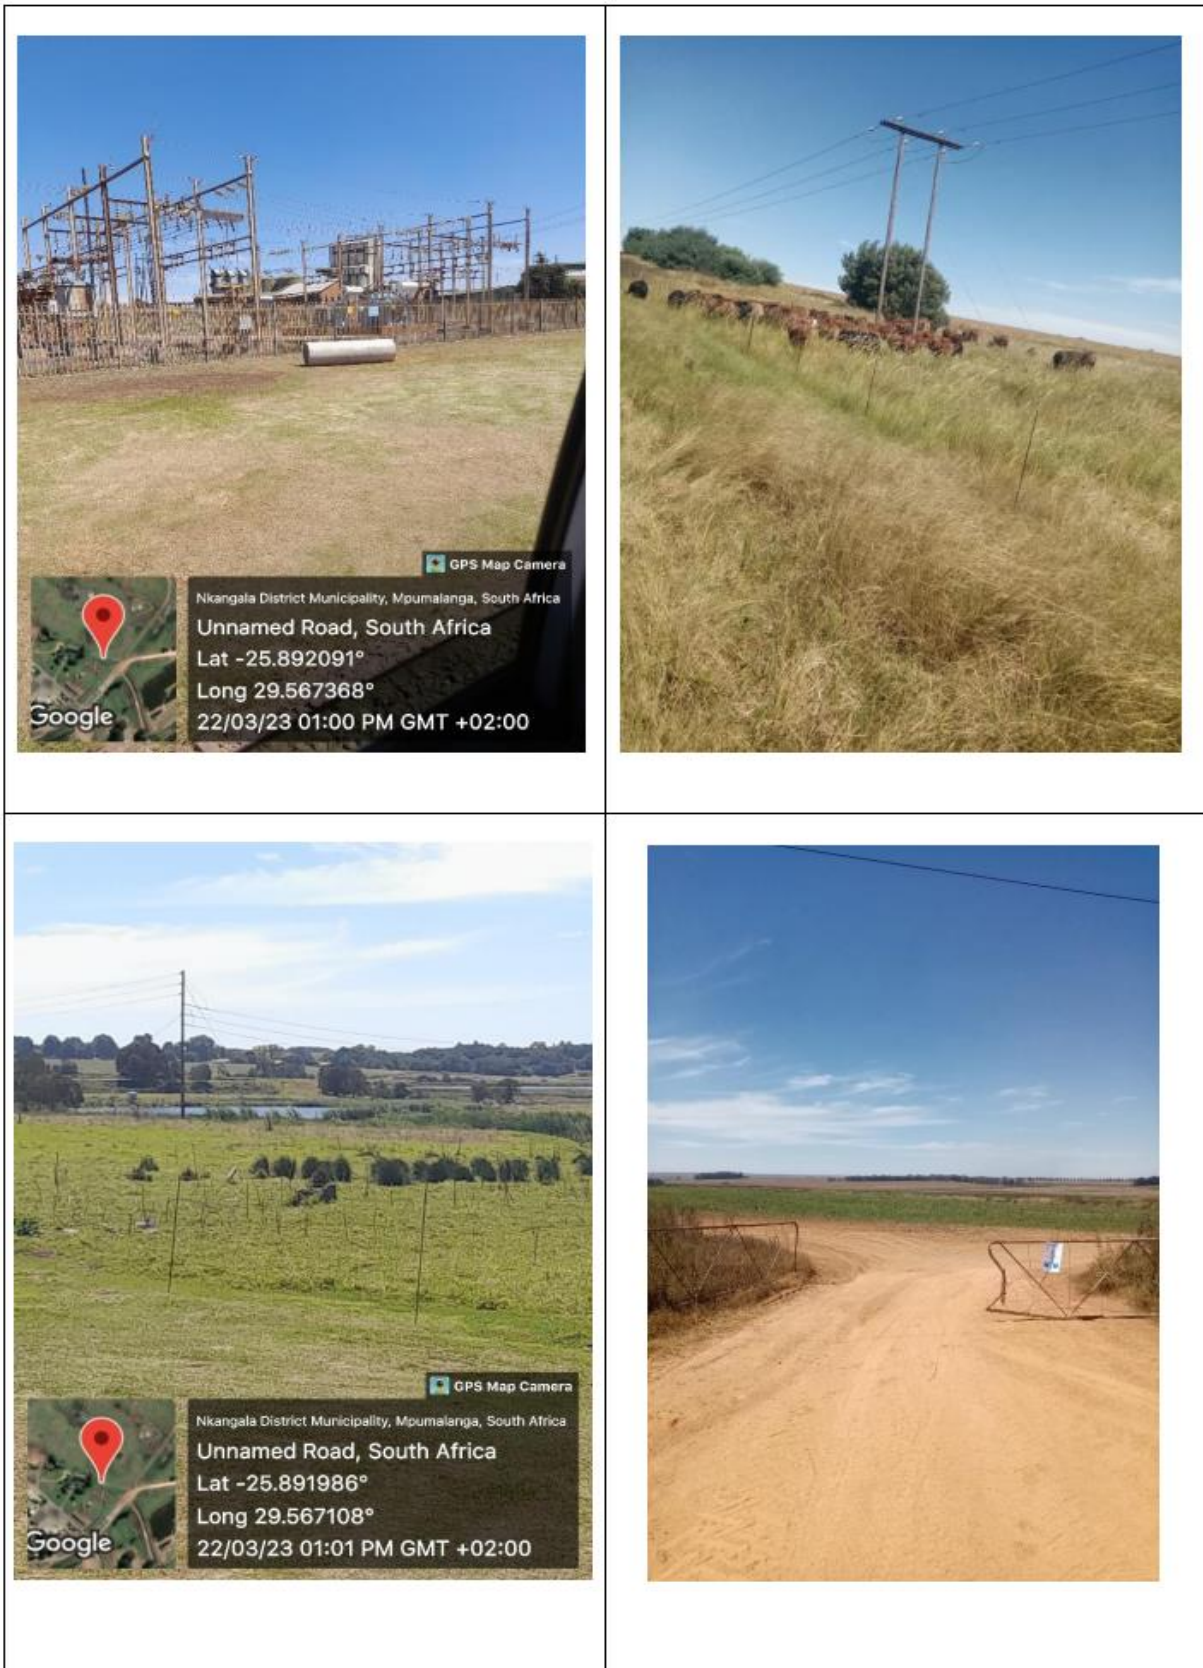 GPS Map Camera
Nkangala District Municipality, Mpumalanga, South Africa
Unnamed Road, South Africa
Lat -25.892091°
Long 29.567368°
22/03/23 01:00 PM GMT +02:00
Google
GPS Map Camera
Nkangala District Municipality, Mpumalanga, South Africa
Unnamed Road, South Africa
Lat -25.891986°
Long 29.567108°
22/03/23 01:01 PM GMT +02:00
Google